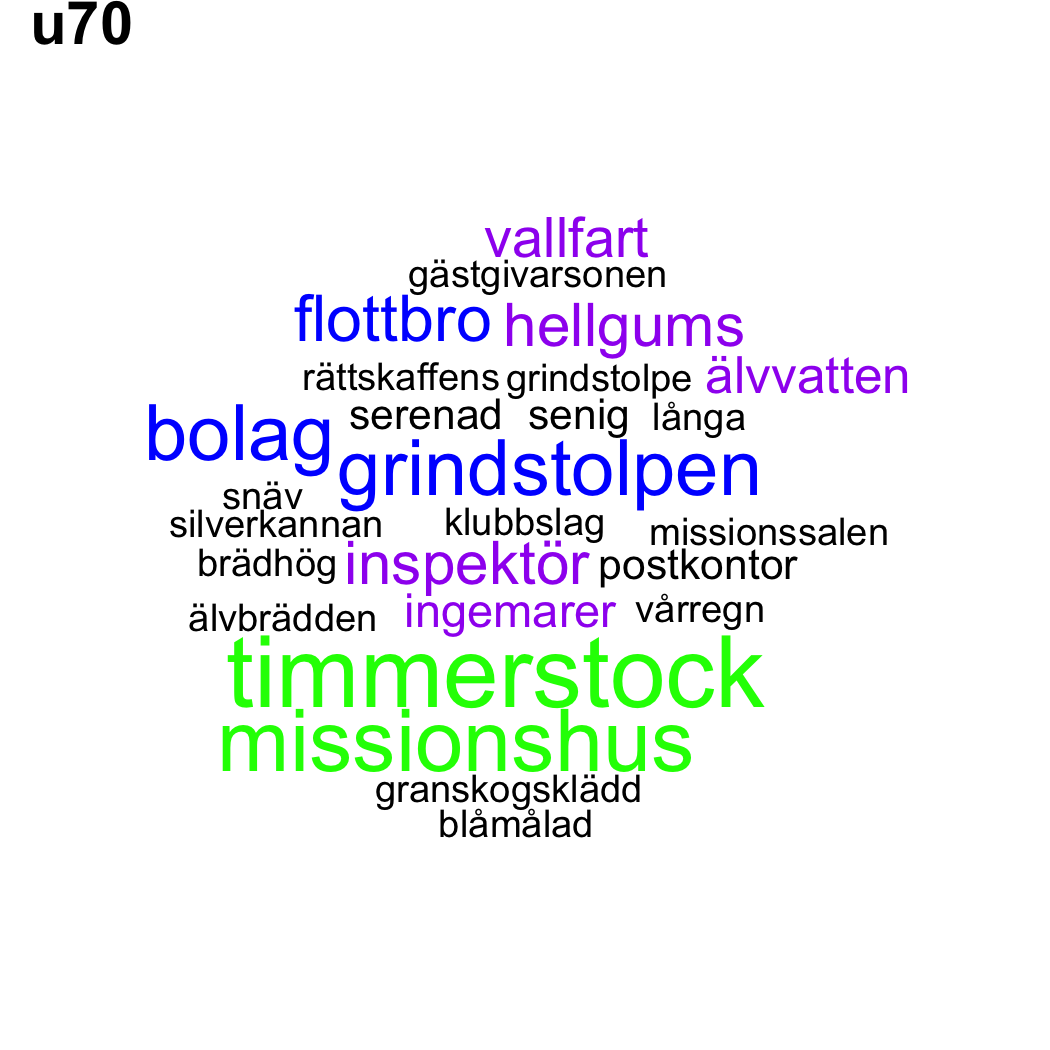 u70
vallfart
gästgivarsonen
flottbro hellgums
rättskaffens grindstolpe älvvatten
bolag serenad senig långa
grindstolpen
snäv
silverkannan klubbslag missionssalen
brädhög inspektör postkontor
älvbrädden ingemarer vårregn
timmerstock
missionshus
granskogsklädd
blåmålad